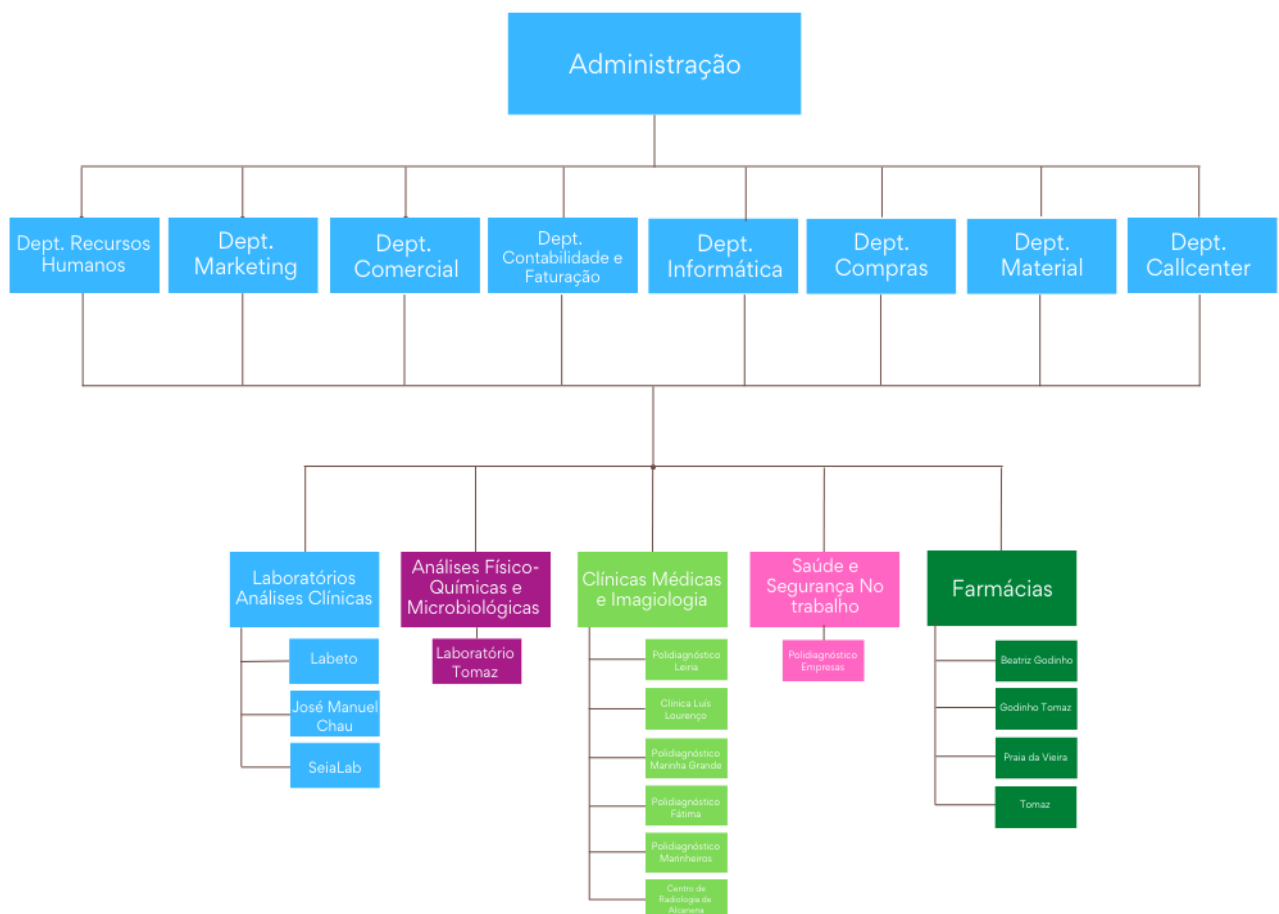 Administração
Dept. Recursos
Humanos
Dept.
Marketing
Dept.
Comercial
Dept.
Contabilidade e
Faturação
Dept.
Informática
Dept.
Compras
Dept.
Material
Dept.
Callcenter
Laboratórios
Análises Clínicas
Labeto
José Manuel
Chau
SeiaLab
Análises Físico-
Químicas e
Microbiológicas
Laboratório
Tomaz
Clínicas Médicas
e Imagiologia
Polidiagnóstico
Leiria
Clínica Luís
Lourenço
Polidiagnóstico
Marinha Grande
Polidiagnóstico
Fátima
Polidiagnóstico
Marinheiros
Centro de
Radiologia de
Alcanena
Saúde e
Segurança No
trabalho
Polidiagnóstico
Empresas
Farmácias
Beatriz Godinho
Godinho Tomaz
Praia da Vieira
Tomaz